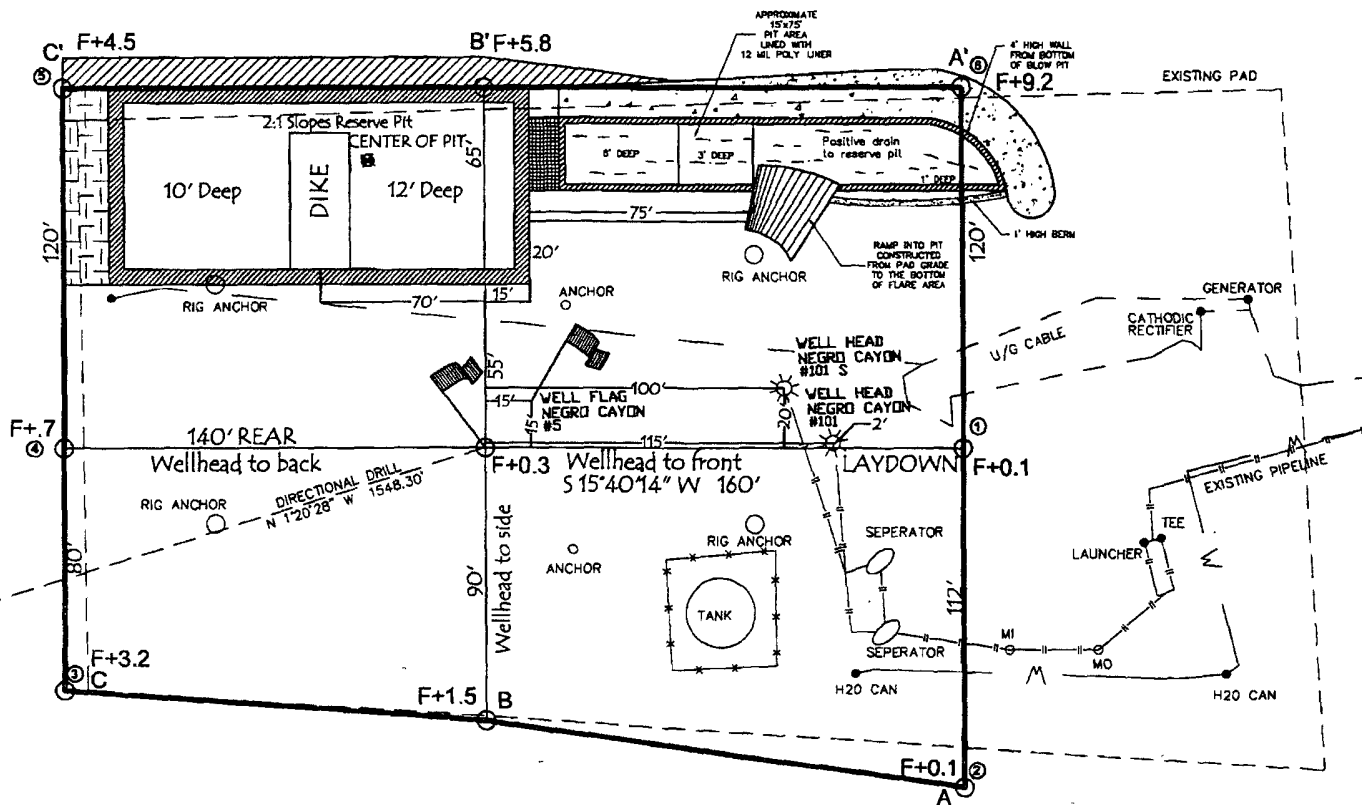 C'
F+4.5
⑤
B'
F+5.8
APPROXIMATE
15'x75'
PIT AREA
LINED WITH
12 MIL POLY LINER
A'
⑥
F+9.2
4' HIGH WALL
FROM BOTTOM
OF BLOW PIT
EXISTING PAD
2:1 Slopes Reserve Pit
CENTER OF PIT
65'
10' Deep
DIKE
12' Deep
3' DEEP
Positive drain
to reserve pit
1' DEEP
120'
75'
20'
120'
1' HIGH BERM
RAMP INTO PIT
CONSTRUCTED
FROM PAD GRADE
TO THE BOTTOM
OF FLARE AREA
RIG ANCHOR
RIG ANCHOR
70'
15'
ANCHOR
GENERATOR
CATHODIC
RECTIFIER
U/G CABLE
WELL HEAD
NEGRO CAYON
#101 S
55'
100'
15'
WELL FLAG
NEGRO CAYON
#5
15'
WELL HEAD
NEGRO CAYON
#101
20'
2'
F+.7
④
140' REAR
Wellhead to back
115'
F+0.3
Wellhead to front
S 15°40'14" W 160'
LAYDOWN
①
F+0.1
DIRECTIONAL DRILL
N 1°20'28" W 1548.30'
RIG ANCHOR
EXISTING PIPELINE
M
80'
90'
Wellhead to side
ANCHOR
RIG ANCHOR
SEPERATOR
TANK
112'
LAUNCHER
TEE
M
SEPERATOR
MI
MO
M
H20 CAN
H20 CAN
F+3.2
③
C
F+1.5
B
F+0.1
②
A